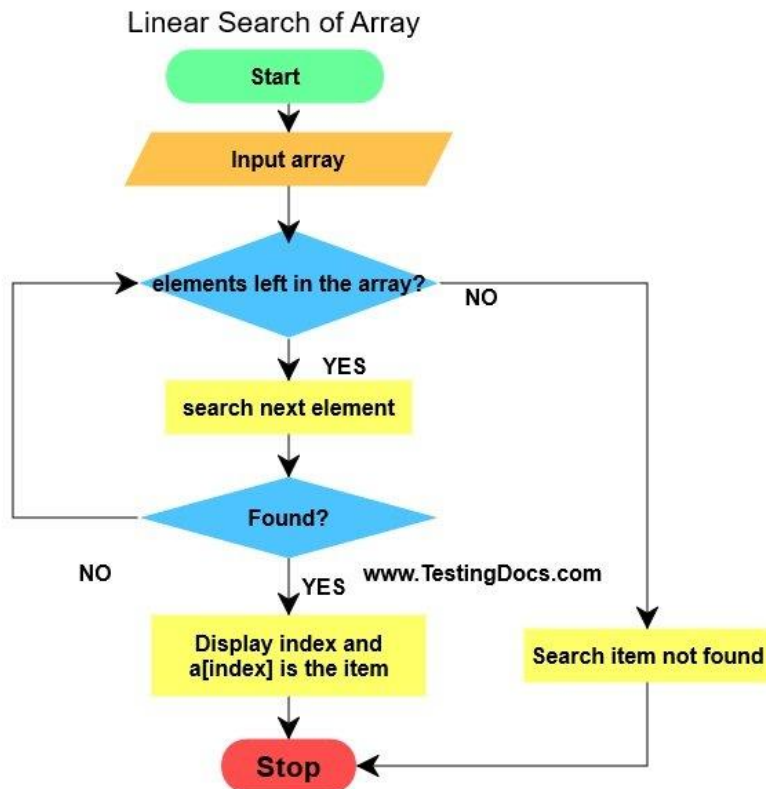 Linear Search of Array
Start
Input array
elements left in the array?
NO
YES
search next element
Found?
NO
YES
www.TestingDocs.com
Display index and
a[index] is the item
Search item not found
Stop